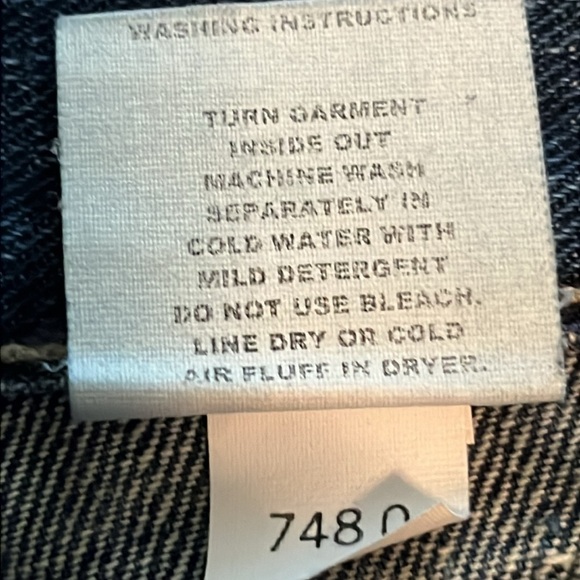 WASHING INSTRUCTIONS
TURN GARMENT
INSIDE OUT
MACHINE WASH
SEPARATELY IN
COLD WATER WITH
MILD DETERGENT
DO NOT USE BLEACH.
LINE DRY OR COLD
AIR FLUFF IN DRYER.
748